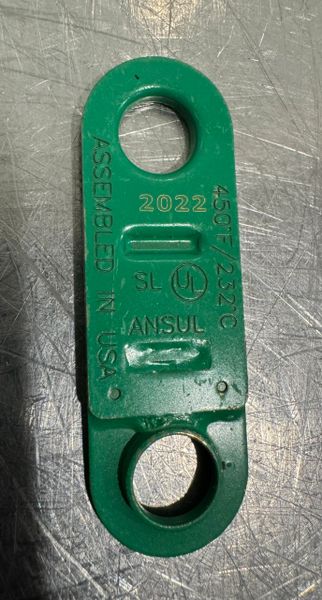 ASSEMBLED IN USA
2022
SL UL
ANSUL
450°F/232°C